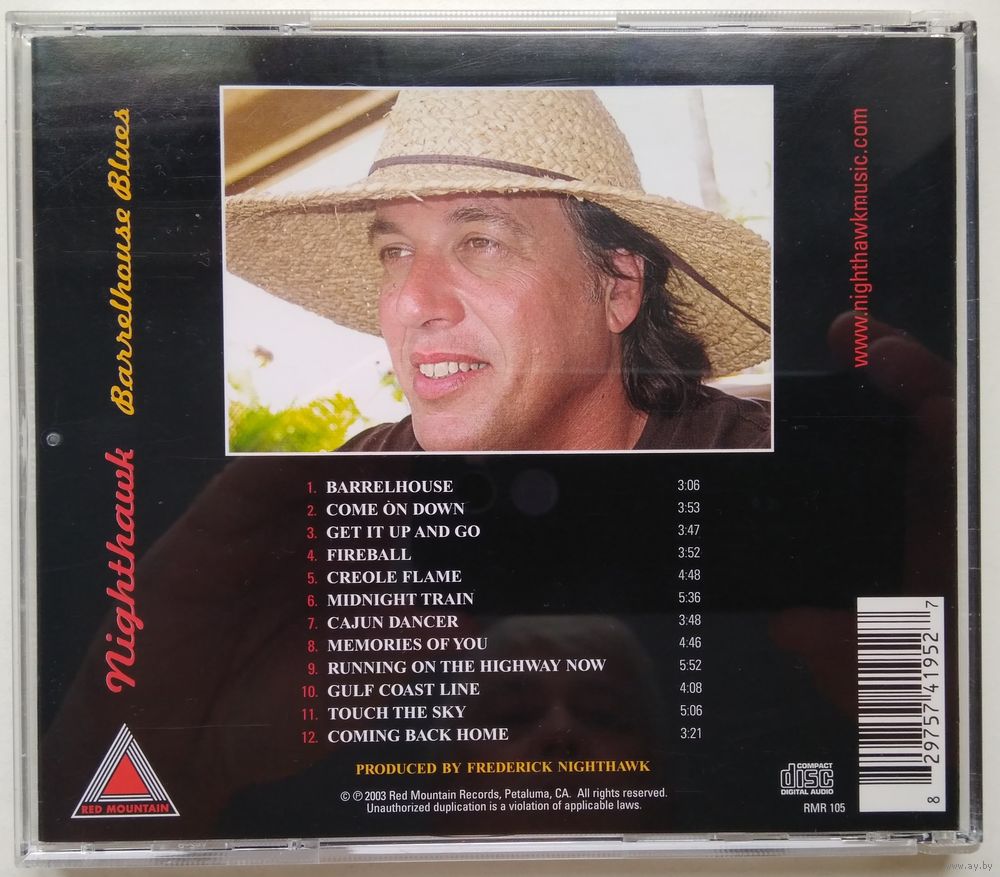 Nighthawk Barrelhouse Blues
www.nighthawkmusic.com
1. BARRELHOUSE 3:06
2. COME ON DOWN 3:53
3. GET IT UP AND GO 3:47
4. FIREBALL 3:52
5. CREOLE FLAME 4:48
6. MIDNIGHT TRAIN 5:36
7. CAJUN DANCER 3:48
8. MEMORIES OF YOU 4:46
9. RUNNING ON THE HIGHWAY NOW 5:52
10. GULF COAST LINE 4:08
11. TOUCH THE SKY 5:06
12. COMING BACK HOME 3:21
PRODUCED BY FREDERICK NIGHTHAWK
© ℗ 2003 Red Mountain Records, Petaluma, CA. All rights reserved.
Unauthorized duplication is a violation of applicable laws.
RED MOUNTAIN
COMPACT
disc
DIGITAL AUDIO
RMR 105
8 29757 41952 7
www.ay.by